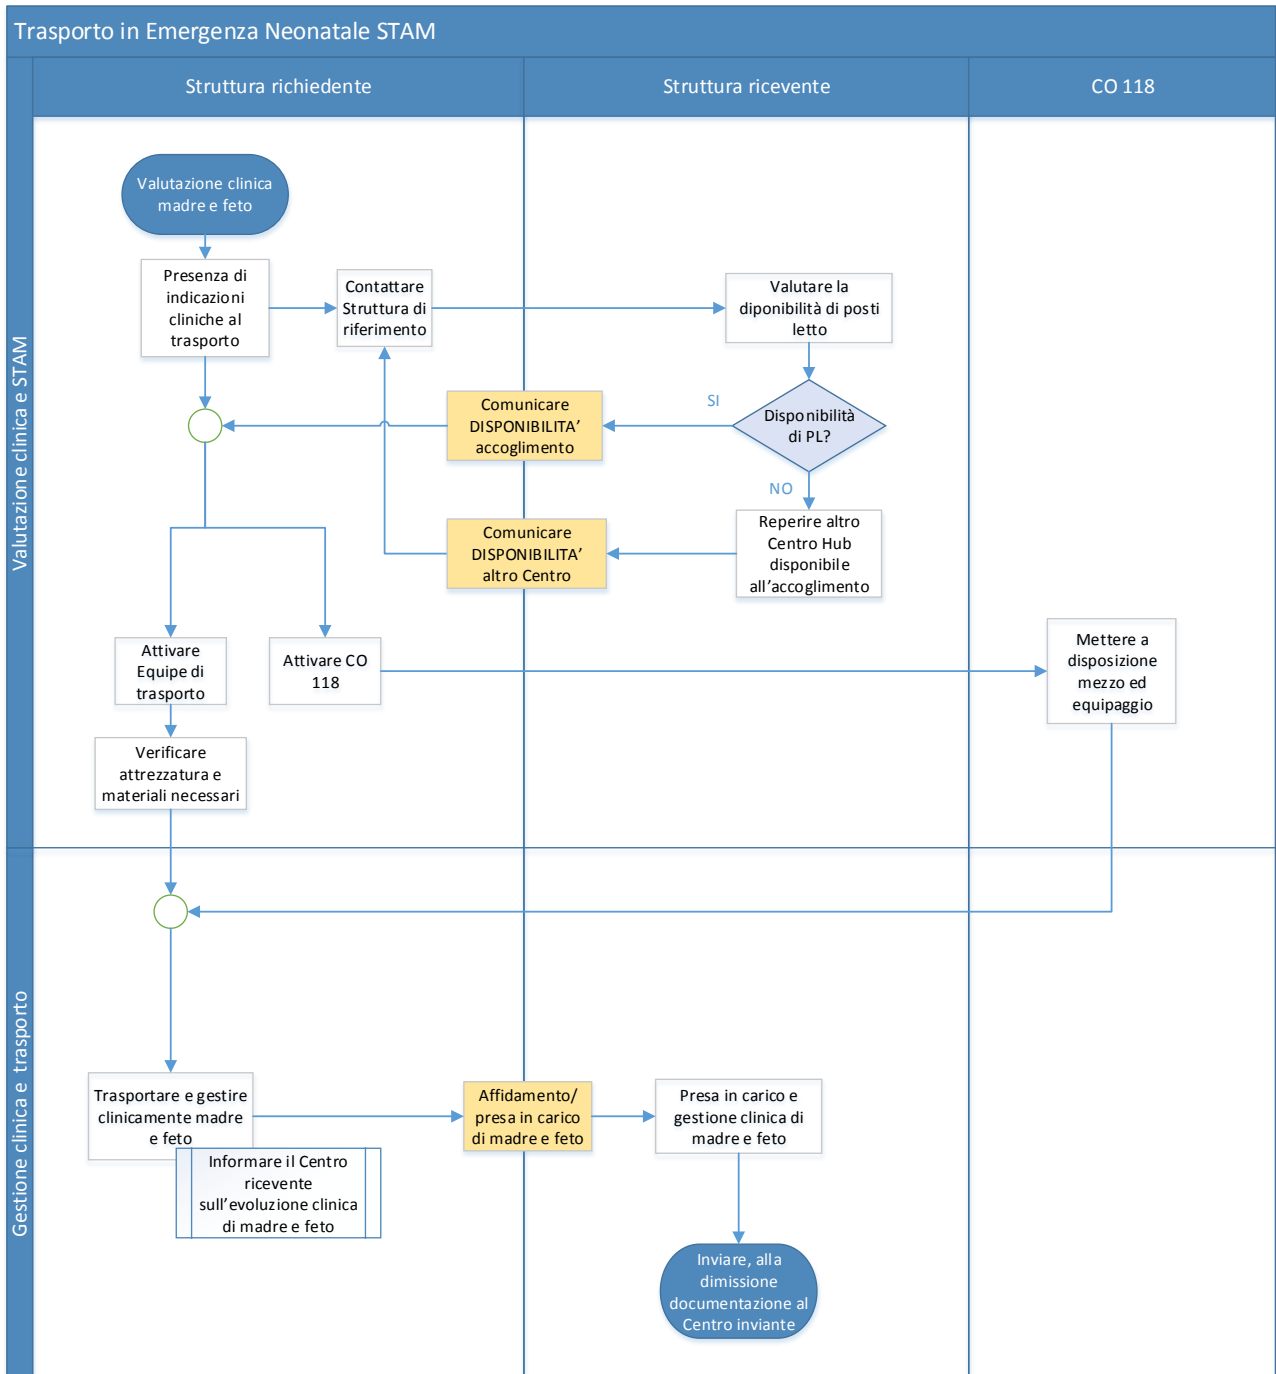 Trasporto in Emergenza Neonatale STAM
Struttura richiedente
Struttura ricevente
CO 118
Valutazione clinica e STAM
Valutazione clinica
madre e feto
Presenza di
indicazioni
cliniche al
trasporto
Contattare
Struttura di
riferimento
Valutare la
diponibilità di posti
letto
Disponibilità
di PL?
SI
Comunicare
DISPONIBILITA’
accoglimento
NO
Reperire altro
Centro Hub
disponibile
all’accoglimento
Comunicare
DISPONIBILITA’
altro Centro
Attivare
Equipe di
trasporto
Attivare CO
118
Mettere a
disposizione
mezzo ed
equipaggio
Verificare
attrezzatura e
materiali necessari
Gestione clinica e trasporto
Trasportare e gestire
clinicamente madre
e feto
Informare il Centro
ricevente
sull’evoluzione clinica
di madre e feto
Affidamento/
presa in carico
di madre e feto
Presa in carico e
gestione clinica di
madre e feto
Inviare, alla
dimissione
documentazione al
Centro inviante